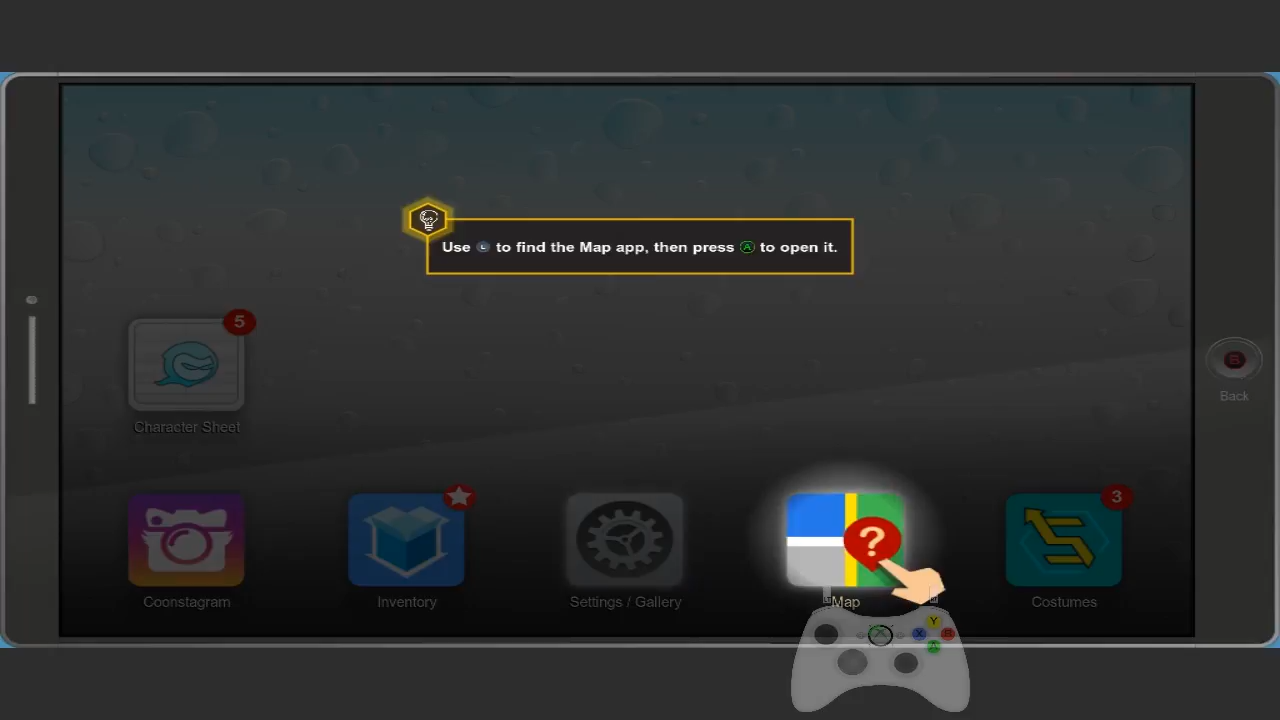 Use L to find the Map app, then press A to open it.
5
Character Sheet
B
Back
3
?
Coonstagram
Inventory
Settings / Gallery
Map
Costumes
Y
X B
A